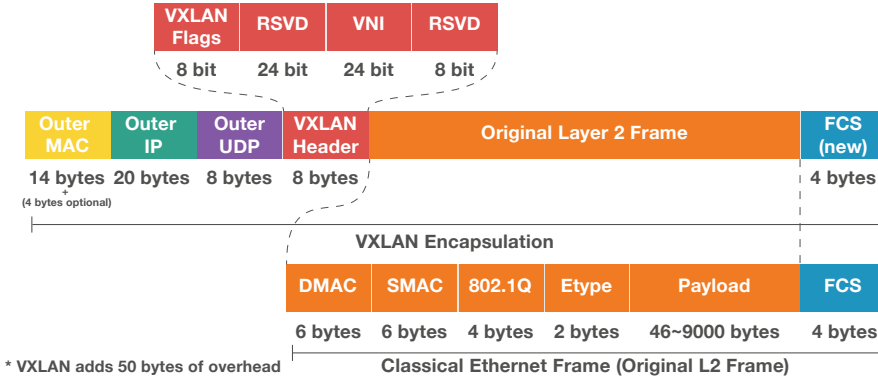 VXLAN Flags RSVD VNI RSVD
8 bit 24 bit 24 bit 8 bit
Outer MAC Outer IP Outer UDP VXLAN Header Original Layer 2 Frame FCS (new)
14 bytes 20 bytes 8 bytes 8 bytes 4 bytes
+
(4 bytes optional)
VXLAN Encapsulation
DMAC SMAC 802.1Q Etype Payload FCS
6 bytes 6 bytes 4 bytes 2 bytes 46~9000 bytes 4 bytes
* VXLAN adds 50 bytes of overhead
Classical Ethernet Frame (Original L2 Frame)